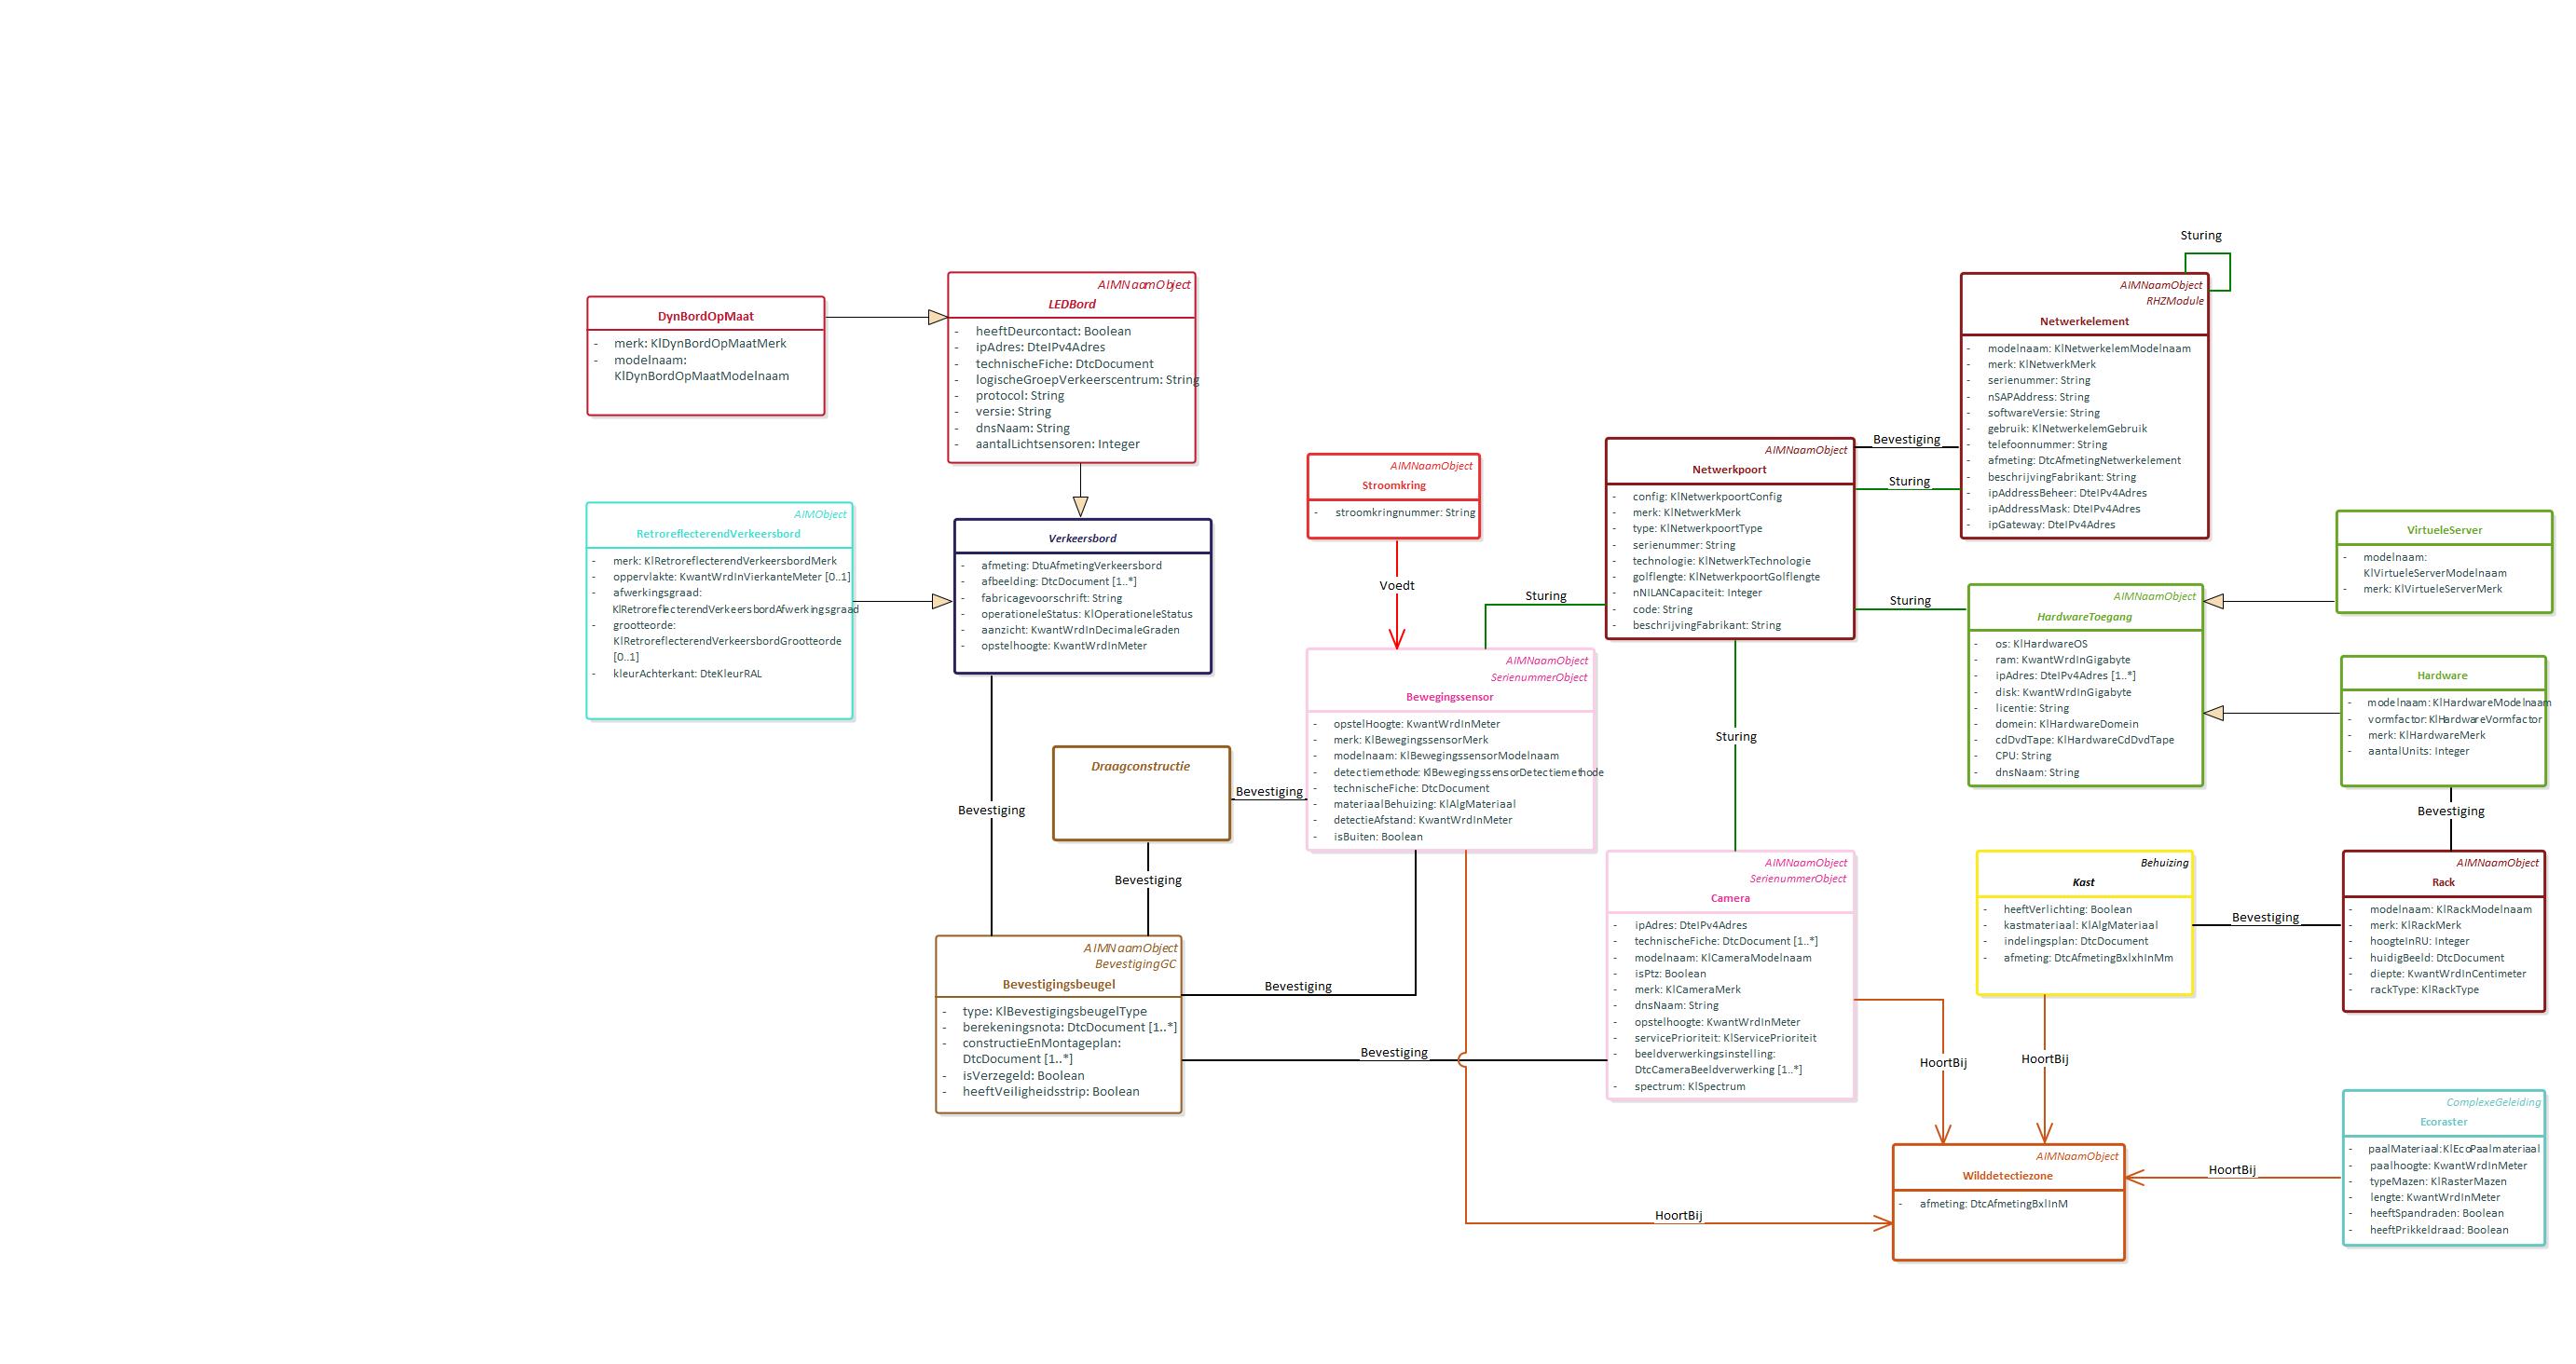 Sturing
AIMNaamObject
LEDBord
- heeftDeurcontact: Boolean
- ipAdres: DteIPv4Adres
- technischeFiche: DtcDocument
- logischeGroepVerkeerscentrum: String
- protocol: String
- versie: String
- dnsNaam: String
- aantalLichtsensoren: Integer
DynBordOpMaat
- merk: KlDynBordOpMaatMerk
- modelnaam:
KlDynBordOpMaatModelnaam
AIMNaamObject
RHZModule
Netwerkelement
- modelnaam: KlNetwerkelemModelnaam
- merk: KlNetwerkMerk
- serienummer: String
- nSAPAddress: String
- softwareVersie: String
- gebruik: KlNetwerkelemGebruik
- telefoonnummer: String
- afmeting: DtcAfmetingNetwerkelement
- beschrijvingFabrikant: String
- ipAddressBeheer: DteIPv4Adres
- ipAddressMask: DteIPv4Adres
- ipGateway: DteIPv4Adres
Bevestiging
Sturing
AIMNaamObject
Netwerkpoort
- config: KlNetwerkpoortConfig
- merk: KlNetwerkMerk
- type: KlNetwerkpoortType
- serienummer: String
- technologie: KlNetwerkTechnologie
- golflengte: KlNetwerkpoortGolflengte
- nNILANCapaciteit: Integer
- code: String
- beschrijvingFabrikant: String
AIMNaamObject
Stroomkring
- stroomkringnummer: String
Voedt
Sturing
Sturing
AIMObject
RetroreflecterendVerkeersbord
- merk: KlRetroreflecterendVerkeersbordMerk
- oppervlakte: KwantWrdInVierkanteMeter [0..1]
- afwerkingsgraad:
KlRetroreflecterendVerkeersbordAfwerkingsgraad
- grootteorde:
KlRetroreflecterendVerkeersbordGrootteorde
[0..1]
- kleurAchterkant: DteKleurRAL
Verkeersbord
- afmeting: DtuAfmetingVerkeersbord
- afbeelding: DtcDocument [1..*]
- fabricagevoorschrift: String
- operationeleStatus: KlOperationeleStatus
- aanzicht: KwantWrdInDecimaleGraden
- opstelhoogte: KwantWrdInMeter
VirtueleServer
- modelnaam:
KlVirtueleServerModelnaam
- merk: KlVirtueleServerMerk
AIMNaamObject
HardwareToegang
- os: KlHardwareOS
- ram: KwantWrdInGigabyte
- ipAdres: DteIPv4Adres [1..*]
- disk: KwantWrdInGigabyte
- licentie: String
- domein: KlHardwareDomein
- cdDvdTape: KlHardwareCdDvdTape
- CPU: String
- dnsNaam: String
Hardware
- modelnaam: KlHardwareModelnaam
- vormfactor: KlHardwareVormfactor
- merk: KlHardwareMerk
- aantalUnits: Integer
AIMNaamObject
SerienummerObject
Bewegingssensor
- opstelHoogte: KwantWrdInMeter
- merk: KlBewegingssensorMerk
- modelnaam: KlBewegingssensorModelnaam
- detectiemethode: KlBewegingssensorDetectiemethode
- technischeFiche: DtcDocument
- materiaalBehuizing: KlAlgMateriaal
- detectieAfstand: KwantWrdInMeter
- isBuiten: Boolean
Sturing
Draagconstructie
Bevestiging
Bevestiging
Bevestiging
Bevestiging
AIMNaamObject
SerienummerObject
Camera
- ipAdres: DteIPv4Adres
- technischeFiche: DtcDocument [1..*]
- modelnaam: KlCameraModelnaam
- isPtz: Boolean
- merk: KlCameraMerk
- dnsNaam: String
- opstelhoogte: KwantWrdInMeter
- servicePrioriteit: KlServicePrioriteit
- beeldverwerkingsinstelling:
DtcCameraBeeldverwerking [1..*]
- spectrum: KlSpectrum
Behuizing
Kast
- heeftVerlichting: Boolean
- kastmateriaal: KlAlgMateriaal
- indelingsplan: DtcDocument
- afmeting: DtcAfmetingBxlxhInMm
Bevestiging
AIMNaamObject
Rack
- modelnaam: KlRackModelnaam
- merk: KlRackMerk
- hoogteInRU: Integer
- huidigBeeld: DtcDocument
- diepte: KwantWrdInCentimeter
- rackType: KlRackType
AIMNaamObject
BevestigingGC
Bevestigingsbeugel
- type: KlBevestigingsbeugelType
- berekeningsnota: DtcDocument [1..*]
- constructieEnMontageplan:
DtcDocument [1..*]
- isVerzegeld: Boolean
- heeftVeiligheidsstrip: Boolean
Bevestiging
Bevestiging
HoortBij
HoortBij
AIMNaamObject
Wilddetectiezone
- afmeting: DtcAfmetingBxlInM
HoortBij
HoortBij
ComplexeGeleiding
Ecoraster
- paalMateriaal:KlEcoPaalmateriaal
- paalhoogte: KwantWrdInMeter
- typeMazen: KlRasterMazen
- lengte: KwantWrdInMeter
- heeftSpandraden: Boolean
- heeftPrikkeldraad: Boolean